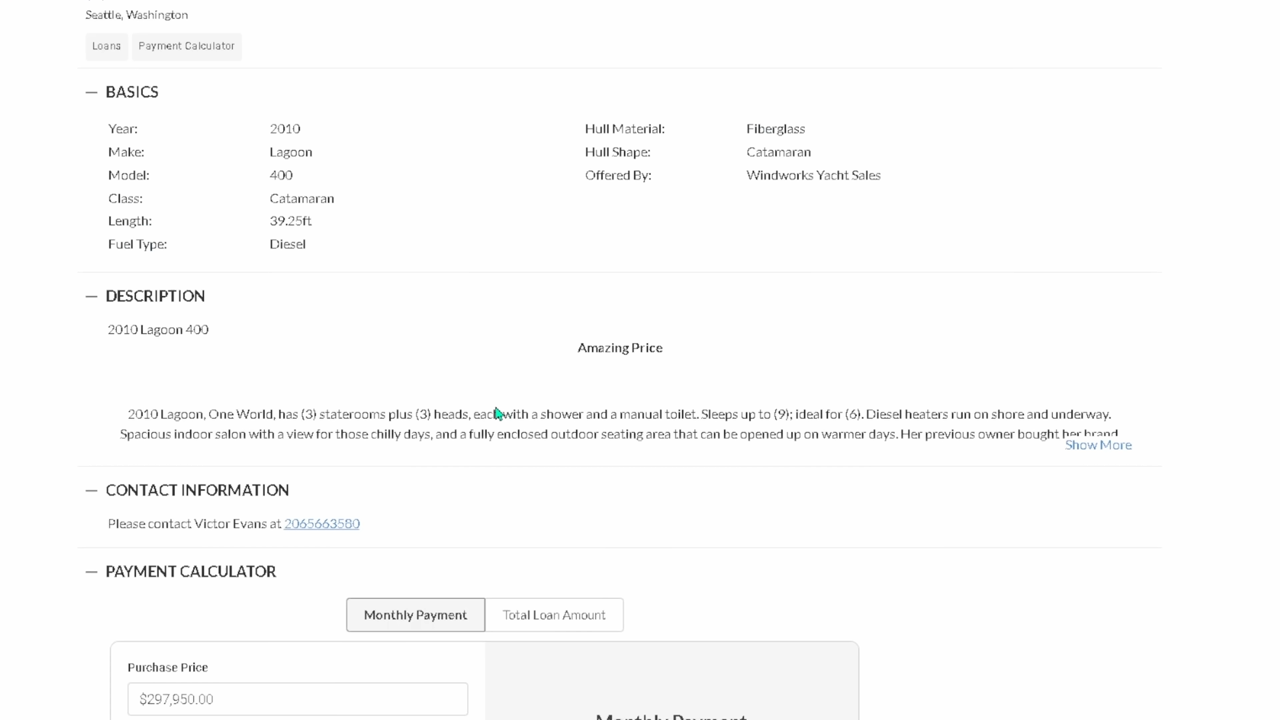 Seattle, Washington
Loans Payment Calculator
— BASICS
Year: 2010 Hull Material: Fiberglass
Make: Lagoon Hull Shape: Catamaran
Model: 400 Offered By: Windworks Yacht Sales
Class: Catamaran
Length: 39.25ft
Fuel Type: Diesel
— DESCRIPTION
2010 Lagoon 400
Amazing Price
2010 Lagoon, One World, has (3) staterooms plus (3) heads, each with a shower and a manual toilet. Sleeps up to (9); ideal for (6). Diesel heaters run on shore and underway.
Spacious indoor salon with a view for those chilly days, and a fully enclosed outdoor seating area that can be opened up on warmer days. Her previous owner bought her brand
Show More
— CONTACT INFORMATION
Please contact Victor Evans at 2065663580
— PAYMENT CALCULATOR
Monthly Payment Total Loan Amount
Purchase Price
$297,950.00
Monthly Payment